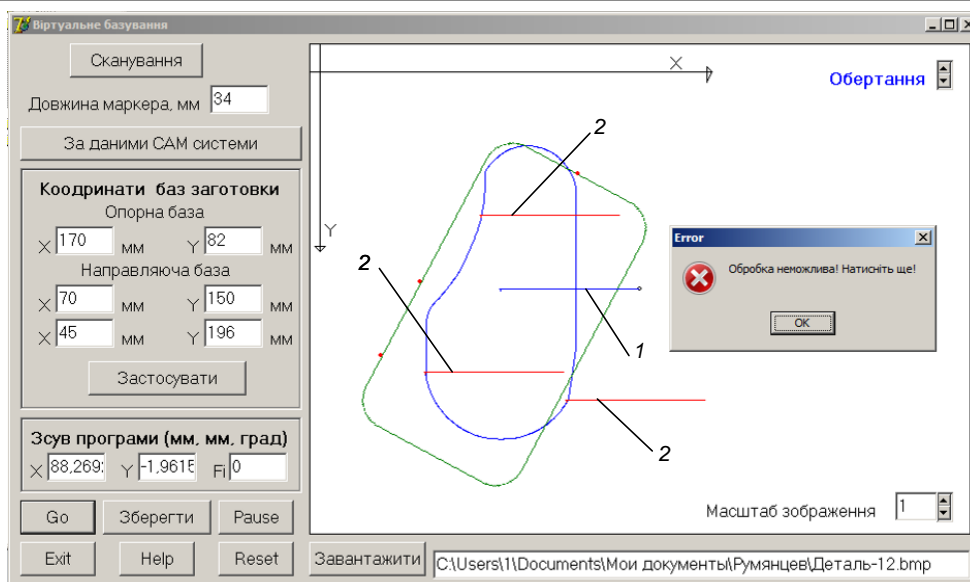 Віртуальне базування
Сканування
Довжина маркера, мм 34
За даними САМ системи
Коодринати баз заготовки
Опорна база
X 170 мм Y 82 мм
Направляюча база
X 70 мм Y 150 мм
X 45 мм Y 196 мм
Застосувати
Зсув програми (мм, мм, град)
X 88,269 Y -1,9615 Fi 0
Go Зберегти Pause
Exit Help Reset
X
Обертання
Y
2
2
1
2
Error
Обробка неможлива! Натисніть ще!
OK
Масштаб зображення 1
Завантажити C:\Users\1\Documents\Мои документы\Румянцев\Деталь-12.bmp